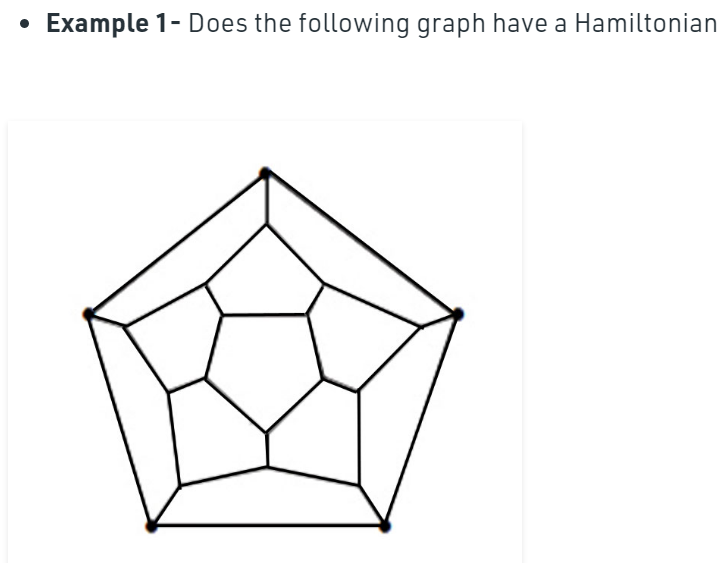 • Example 1- Does the following graph have a Hamiltonian